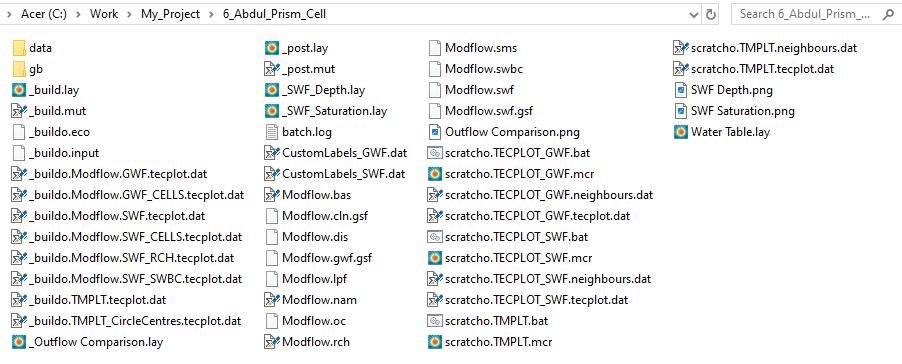 Acer (C:) > Work > My_Project > 6_Abdul_Prism_Cell
Search 6_Abdul_Prism_...
data
gb
_build.lay
_build.mut
_buildo.eco
_buildo.input
_buildo.Modflow.GWF.tecplot.dat
_buildo.Modflow.GWF_CELLS.tecplot.dat
_buildo.Modflow.SWF.tecplot.dat
_buildo.Modflow.SWF_CELLS.tecplot.dat
_buildo.Modflow.SWF_RCH.tecplot.dat
_buildo.Modflow.SWF_SWBC.tecplot.dat
_buildo.TMPLT.tecplot.dat
_buildo.TMPLT_CircleCentres.tecplot.dat
_Outflow Comparison.lay
_post.lay
_post.mut
_SWF_Depth.lay
_SWF_Saturation.lay
batch.log
CustomLabels_GWF.dat
CustomLabels_SWF.dat
Modflow.bas
Modflow.cln.gsf
Modflow.dis
Modflow.gwf.gsf
Modflow.lpf
Modflow.nam
Modflow.oc
Modflow.rch
Modflow.sms
Modflow.swbc
Modflow.swf
Modflow.swf.gsf
Outflow Comparison.png
scratcho.TECPLOT_GWF.bat
scratcho.TECPLOT_GWF.mcr
scratcho.TECPLOT_GWF.neighbours.dat
scratcho.TECPLOT_GWF.tecplot.dat
scratcho.TECPLOT_SWF.bat
scratcho.TECPLOT_SWF.mcr
scratcho.TECPLOT_SWF.neighbours.dat
scratcho.TECPLOT_SWF.tecplot.dat
scratcho.TMPLT.bat
scratcho.TMPLT.mcr
scratcho.TMPLT.neighbours.dat
scratcho.TMPLT.tecplot.dat
SWF Depth.png
SWF Saturation.png
Water Table.lay